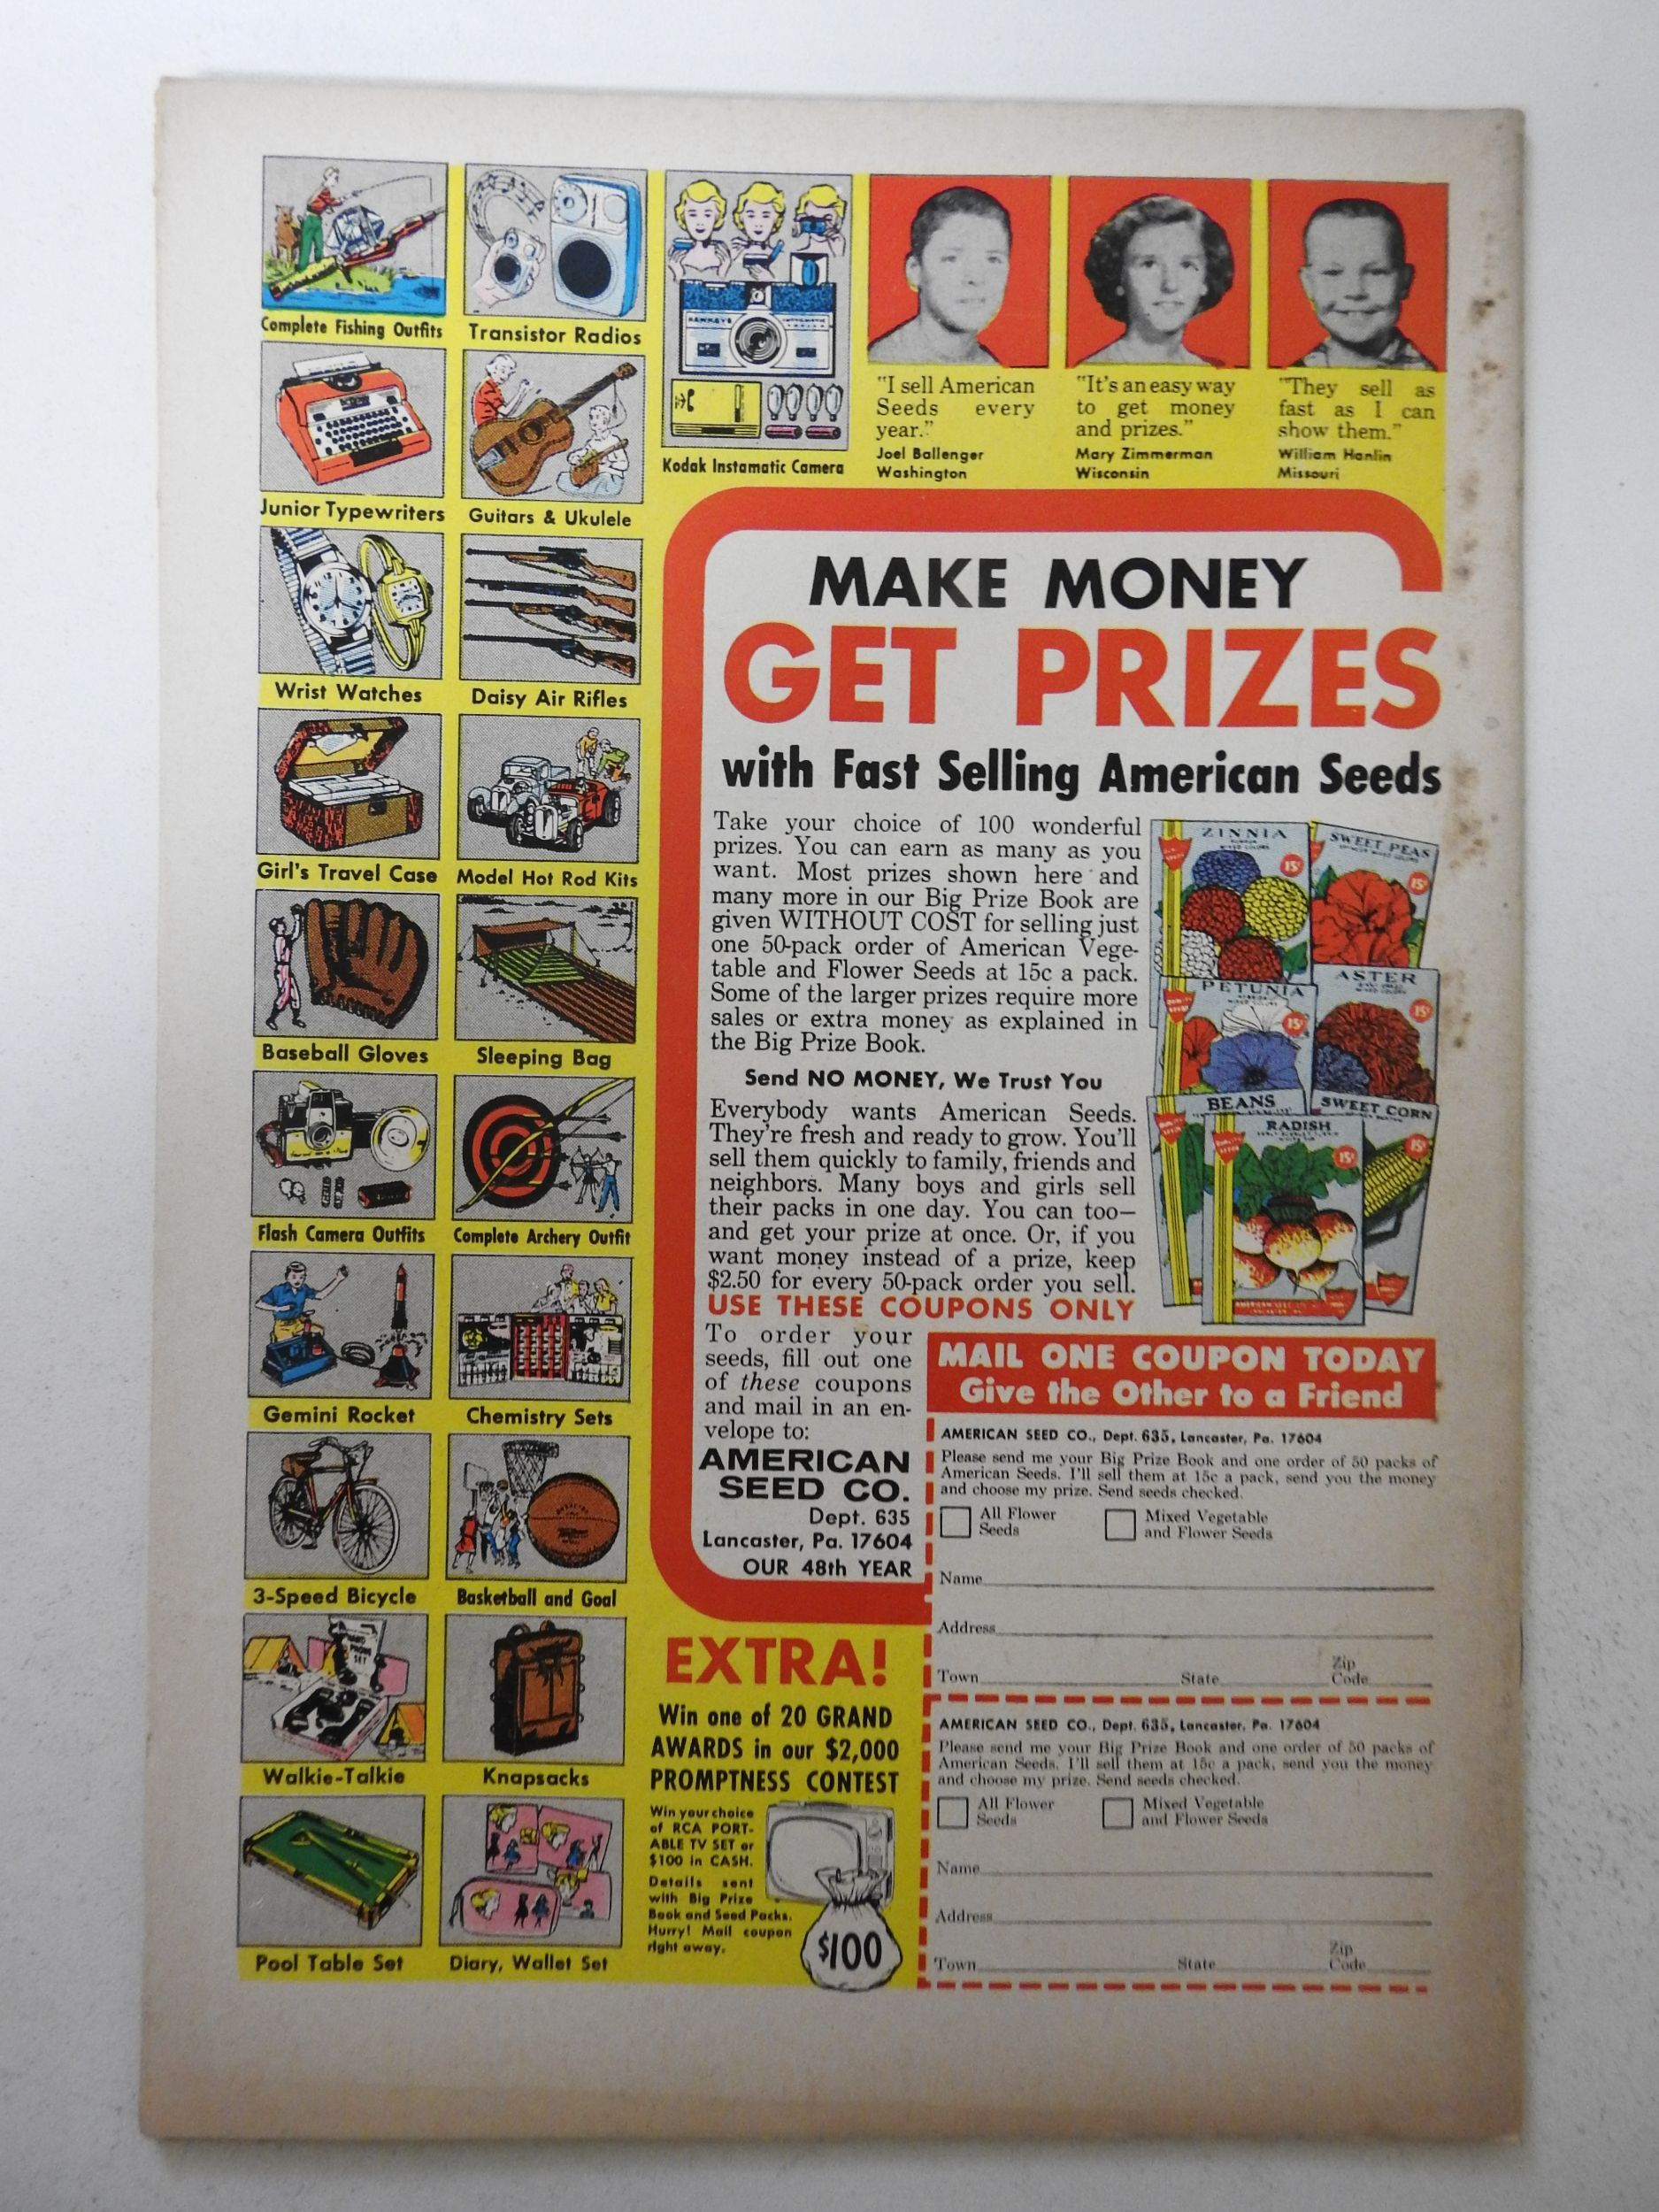 Complete Fishing Outfits
Transistor Radios
Kodak Instamatic Camera
Junior Typewriters
Guitars & Ukulele
Wrist Watches
Daisy Air Rifles
Girl's Travel Case
Model Hot Rod Kits
Baseball Gloves
Sleeping Bag
Flash Camera Outfits
Complete Archery Outfit
Gemini Rocket
Chemistry Sets
3-Speed Bicycle
Basketball and Goal
Walkie-Talkie
Knapsacks
Pool Table Set
Diary, Wallet Set
"I sell American
Seeds every
year."
Joel Ballenger
Washington
"It's an easy way
to get money
and prizes."
Mary Zimmerman
Wisconsin
"They sell as
fast as I can
show them."
William Hanlin
Missouri
MAKE MONEY
GET PRIZES
with Fast Selling American Seeds
Take your choice of 100 wonderful
prizes. You can earn as many as you
want. Most prizes shown here and
many more in our Big Prize Book are
given WITHOUT COST for selling just
one 50-pack order of American Vege-
table and Flower Seeds at 15c a pack.
Some of the larger prizes require more
sales or extra money as explained in
the Big Prize Book.
Send NO MONEY, We Trust You
Everybody wants American Seeds.
They're fresh and ready to grow. You'll
sell them quickly to family, friends and
neighbors. Many boys and girls sell
their packs in one day. You can too—
and get your prize at once. Or, if you
want money instead of a prize, keep
$2.50 for every 50-pack order you sell.
USE THESE COUPONS ONLY
To order your
seeds, fill out one
of these coupons
and mail in an en-
velope to:
AMERICAN
SEED CO.
Dept. 635
Lancaster, Pa. 17604
OUR 48th YEAR
ZINNIA
15¢
SWEET PEAS
15¢
PETUNIA
15¢
ASTER
15¢
BEANS
SWEET CORN
15¢
RADISH
15¢
MAIL ONE COUPON TODAY
Give the Other to a Friend
AMERICAN SEED CO., Dept. 635, Lancaster, Pa. 17604
Please send me your Big Prize Book and one order of 50 packs of
American Seeds. I'll sell them at 15c a pack, send you the money
and choose my prize. Send seeds checked.
All Flower
Seeds
Mixed Vegetable
and Flower Seeds
Name
Address
Town State Zip
Code
AMERICAN SEED CO., Dept. 635, Lancaster, Pa. 17604
Please send me your Big Prize Book and one order of 50 packs of
American Seeds. I'll sell them at 15c a pack, send you the money
and choose my prize. Send seeds checked.
All Flower
Seeds
Mixed Vegetable
and Flower Seeds
Name
Address
Town State Zip
Code
EXTRA!
Win one of 20 GRAND
AWARDS in our $2,000
PROMPTNESS CONTEST
Win your choice
of RCA PORT-
ABLE TV SET or
$100 in CASH.
Details sent
with Big Prize
Book and Seed Packs.
Hurry! Mail coupon
right away.
$100